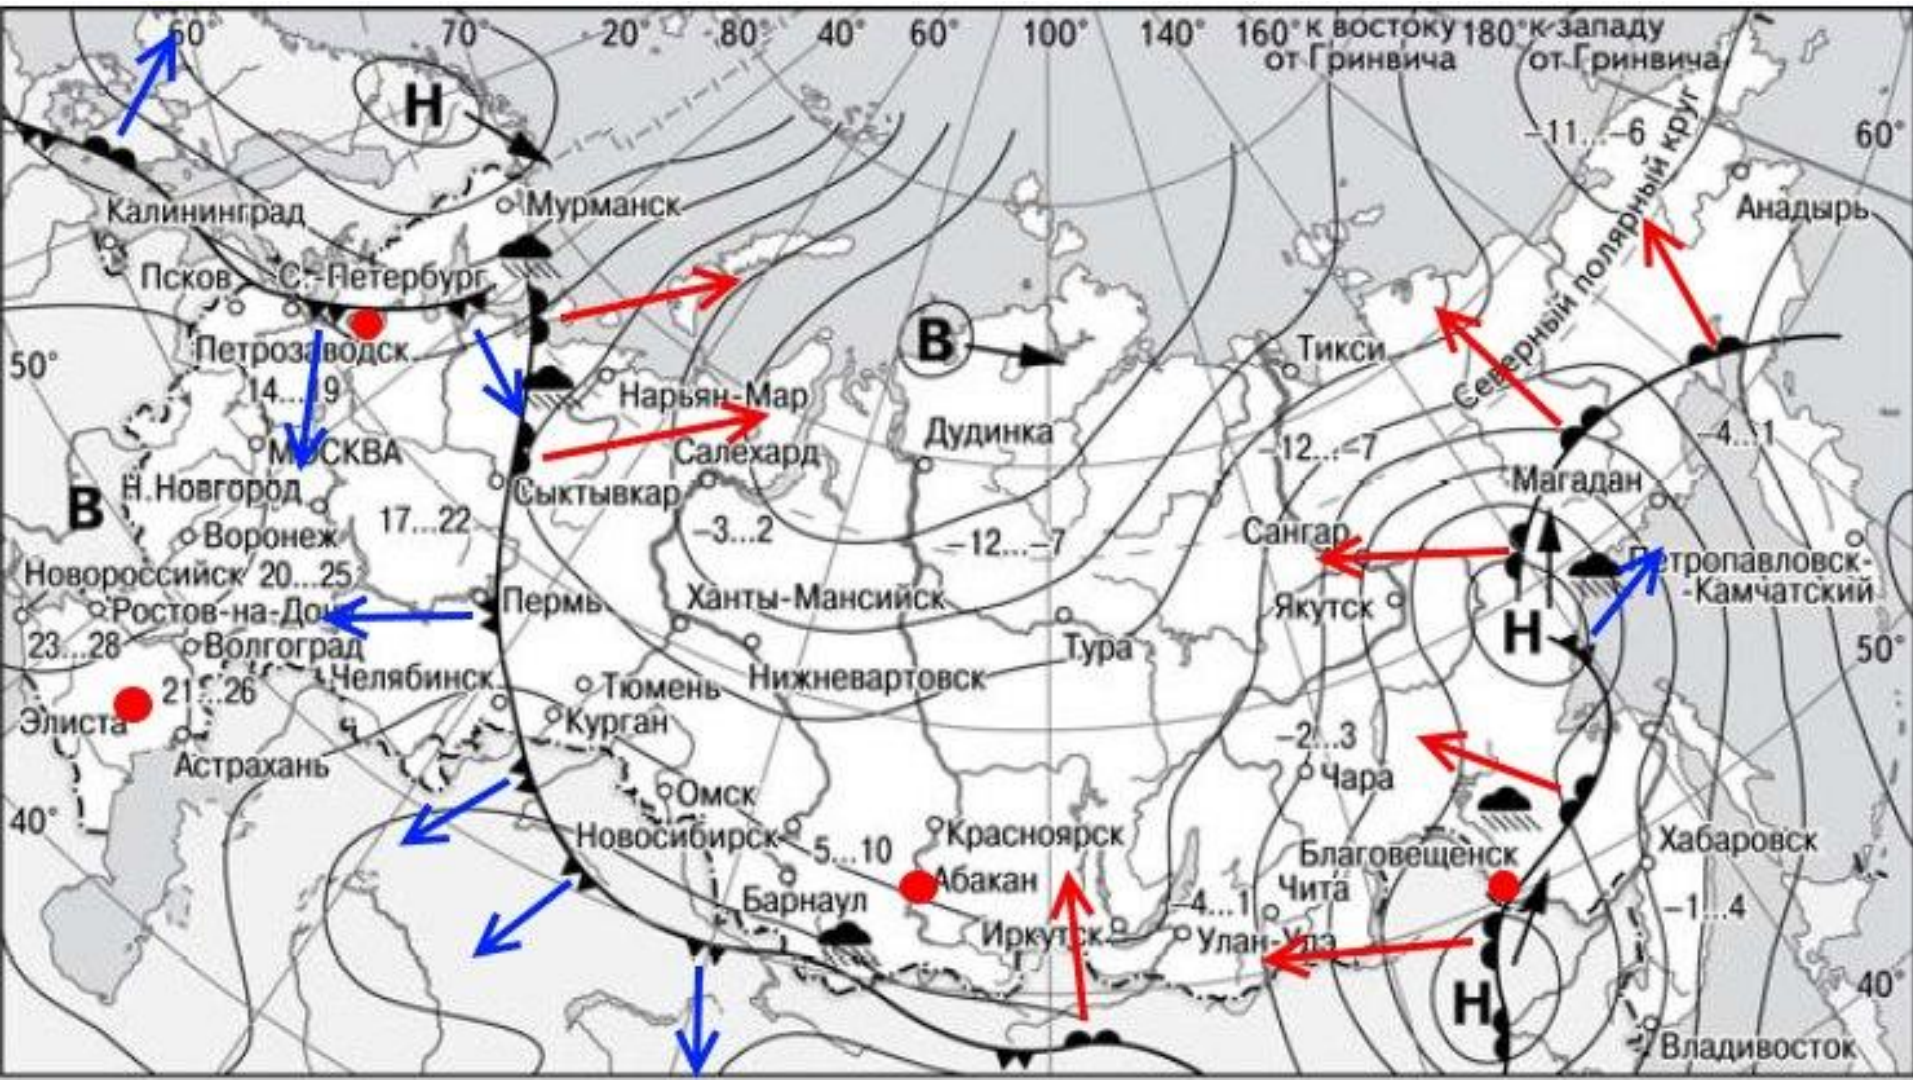 60° 70° 20° 80° 40° 60° 100° 140° 160° к востоку от Гринвича 180° к западу от Гринвича
Н
-11...-6
60°
Северный полярный круг
Анадырь
Калининград
Мурманск
Псков
С.-Петербург
Петрозаводск
50°
14...19
Нарьян-Мар
В
Тикси
МОСКВА
Салехард
Дудинка
-12...-7
-4...1
Н.Новгород
Сыктывкар
Магадан
В
17...22
-3...2
-12...-7
Сангар
Воронеж
Петропавловск-
-Камчатский
Новороссийск
20...25
Ростов-на-Дону
Пермь
Ханты-Мансийск
Якутск
Н
23...28
Волгоград
Тура
50°
Челябинск
Тюмень
Нижневартовск
21...26
Элиста
Курган
-2...3
Астрахань
Чара
Омск
40°
Новосибирск
5...10
Красноярск
Благовещенск
Хабаровск
Абакан
Чита
Барнаул
-4...1
-1...4
Иркутск
Улан-Удэ
Н
40°
Владивосток